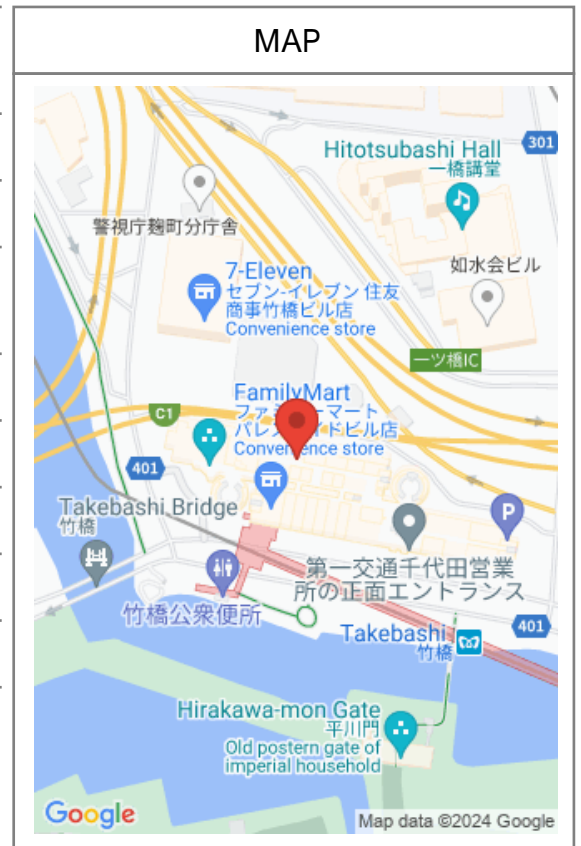 MAP
Hitotsubashi Hall
一橋講堂
301
警視庁麹町分庁舎
如水会ビル
7-Eleven
セブン-イレブン 住友
商事竹橋ビル店
Convenience store
一ツ橋IC
FamilyMart
C1
Convenience store
401
Takebashi Bridge
竹橋
P
第一交通千代田営業
所の正面エントランス
竹橋公衆便所
Takebashi
竹橋
401
Hirakawa-mon Gate
平川門
Old postern gate of
imperial household
Google
Map data ©2024 Google